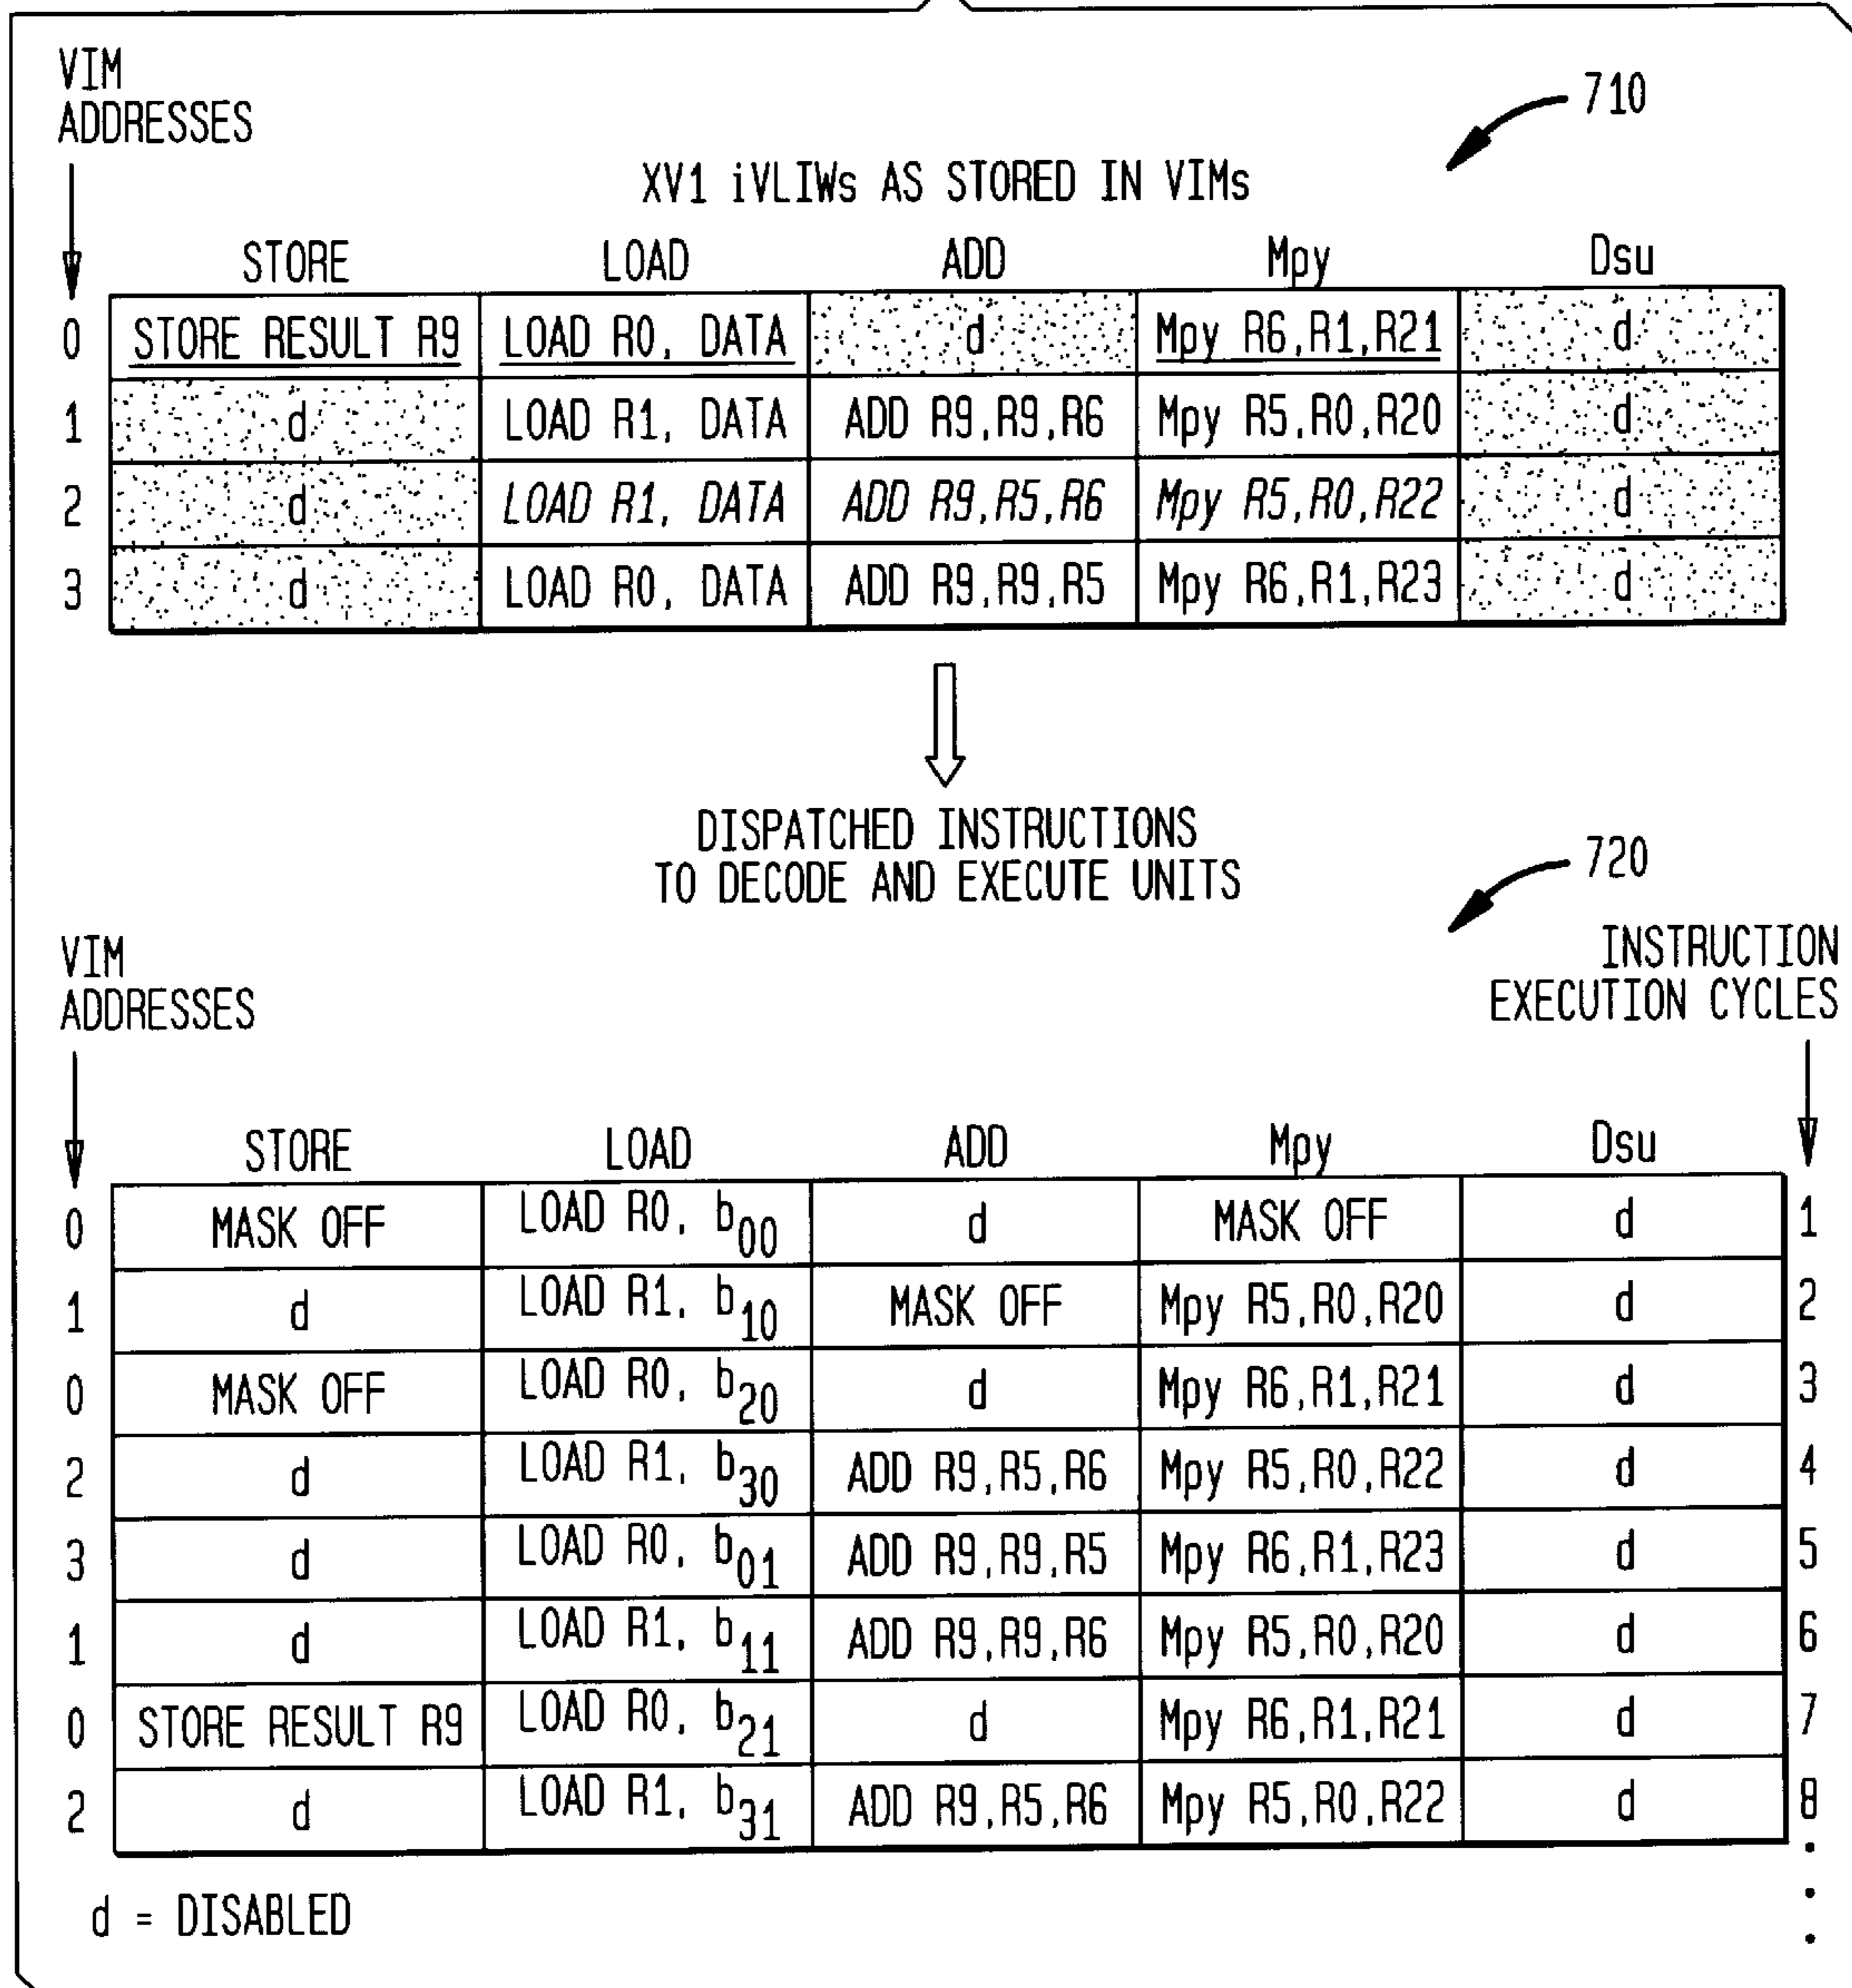 VIM
ADDRESSES
710
XV1 iVLIWs AS STORED IN VIMs
STORE LOAD ADD Mpy Dsu
0 STORE RESULT R9 LOAD R0, DATA d Mpy R6,R1,R21 d
1 d LOAD R1, DATA ADD R9,R9,R6 Mpy R5,R0,R20 d
2 d LOAD R1, DATA ADD R9,R5,R6 Mpy R5,R0,R22 d
3 d LOAD R0, DATA ADD R9,R9,R5 Mpy R6,R1,R23 d
DISPATCHED INSTRUCTIONS
TO DECODE AND EXECUTE UNITS
720
VIM
ADDRESSES
INSTRUCTION
EXECUTION CYCLES
STORE LOAD ADD Mpy Dsu
0 MASK OFF LOAD R0, b00 d MASK OFF d 1
1 d LOAD R1, b10 MASK OFF Mpy R5,R0,R20 d 2
0 MASK OFF LOAD R0, b20 d Mpy R6,R1,R21 d 3
2 d LOAD R1, b30 ADD R9,R5,R6 Mpy R5,R0,R22 d 4
3 d LOAD R0, b01 ADD R9,R9,R5 Mpy R6,R1,R23 d 5
1 d LOAD R1, b11 ADD R9,R9,R6 Mpy R5,R0,R20 d 6
0 STORE RESULT R9 LOAD R0, b21 d Mpy R6,R1,R21 d 7
2 d LOAD R1, b31 ADD R9,R5,R6 Mpy R5,R0,R22 d 8
d = DISABLED